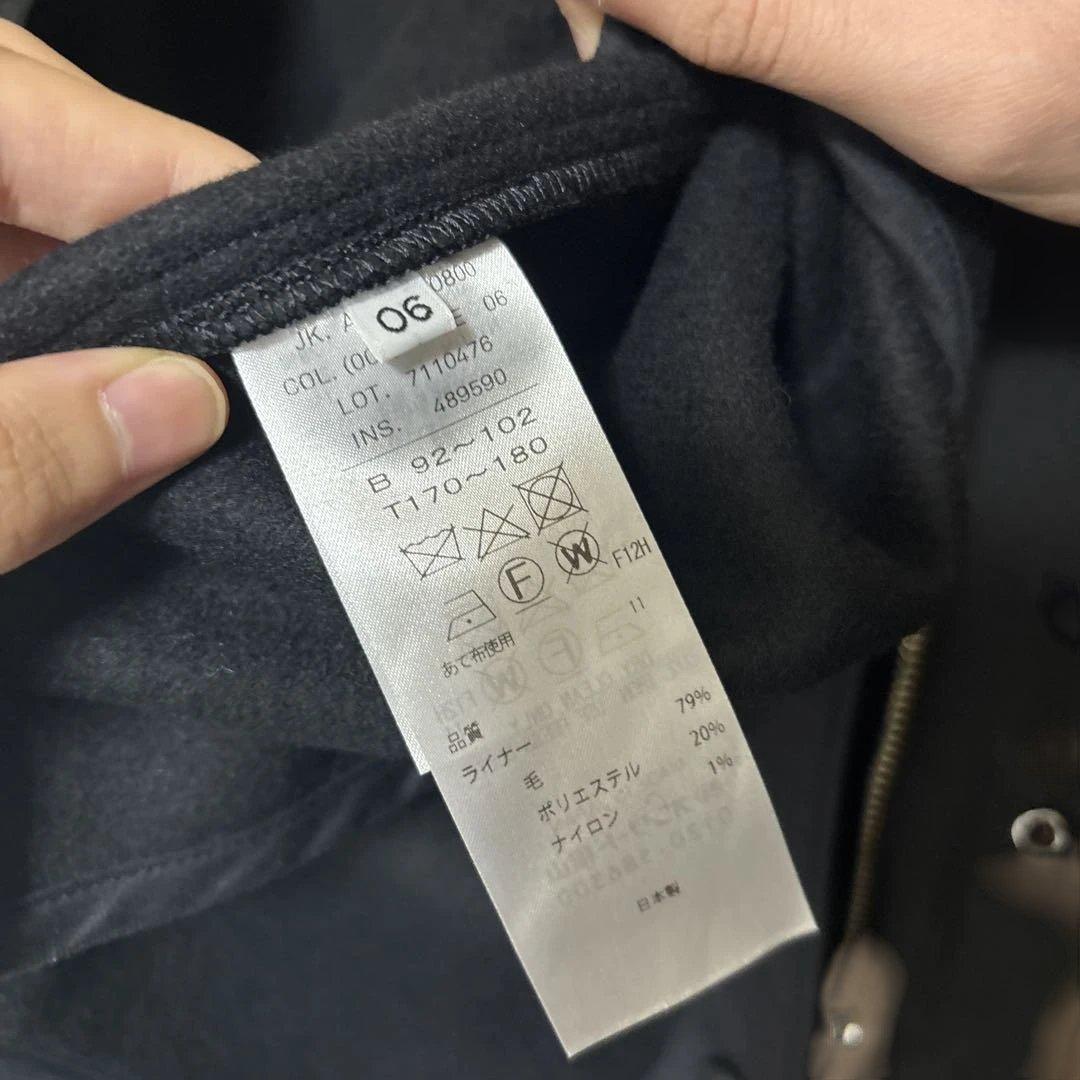 0800
JK. A E 06
06
COL. (00
LOT. 7110476
INS. 489590
B 92～102
T170～180
F W F12H
あて布使用 11
品質
ライナー
毛 79%
ポリエステル 20%
ナイロン 1%
日本製